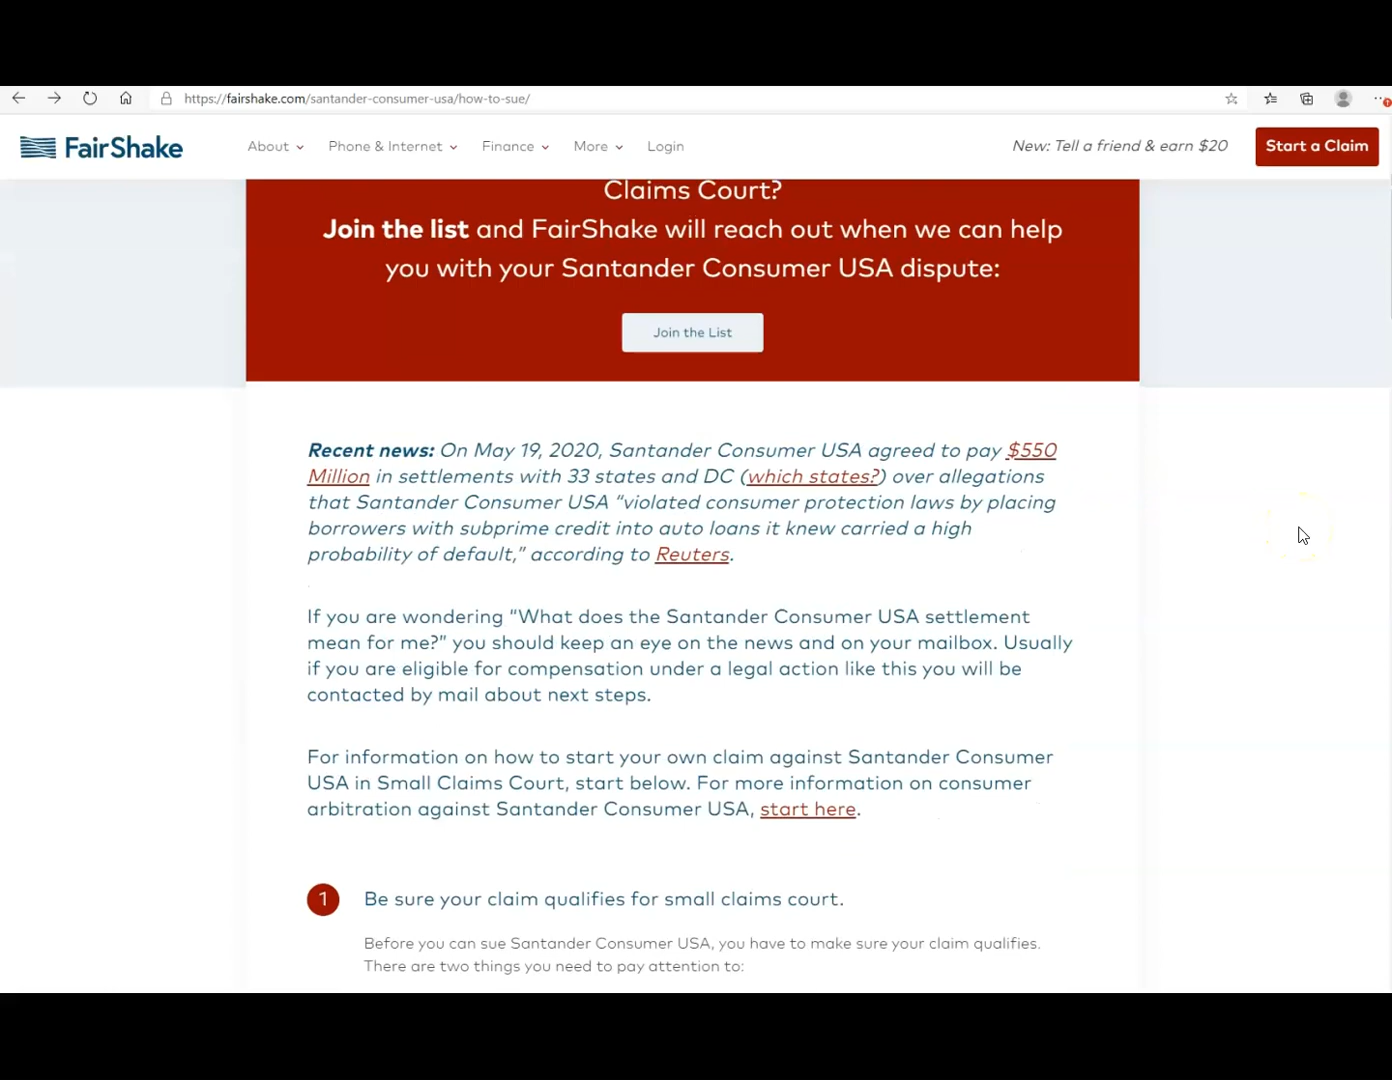 https://fairshake.com/santander-consumer-usa/how-to-sue/
FairShake
About
Phone & Internet
Finance
More
Login
New: Tell a friend & earn $20
Start a Claim
Claims Court?
Join the list and FairShake will reach out when we can help
you with your Santander Consumer USA dispute:
Join the List
Recent news: On May 19, 2020, Santander Consumer USA agreed to pay $550
Million in settlements with 33 states and DC (which states?) over allegations
that Santander Consumer USA “violated consumer protection laws by placing
borrowers with subprime credit into auto loans it knew carried a high
probability of default,” according to Reuters.
If you are wondering “What does the Santander Consumer USA settlement
mean for me?” you should keep an eye on the news and on your mailbox. Usually
if you are eligible for compensation under a legal action like this you will be
contacted by mail about next steps.
For information on how to start your own claim against Santander Consumer
USA in Small Claims Court, start below. For more information on consumer
arbitration against Santander Consumer USA, start here.
1 Be sure your claim qualifies for small claims court.
Before you can sue Santander Consumer USA, you have to make sure your claim qualifies.
There are two things you need to pay attention to: